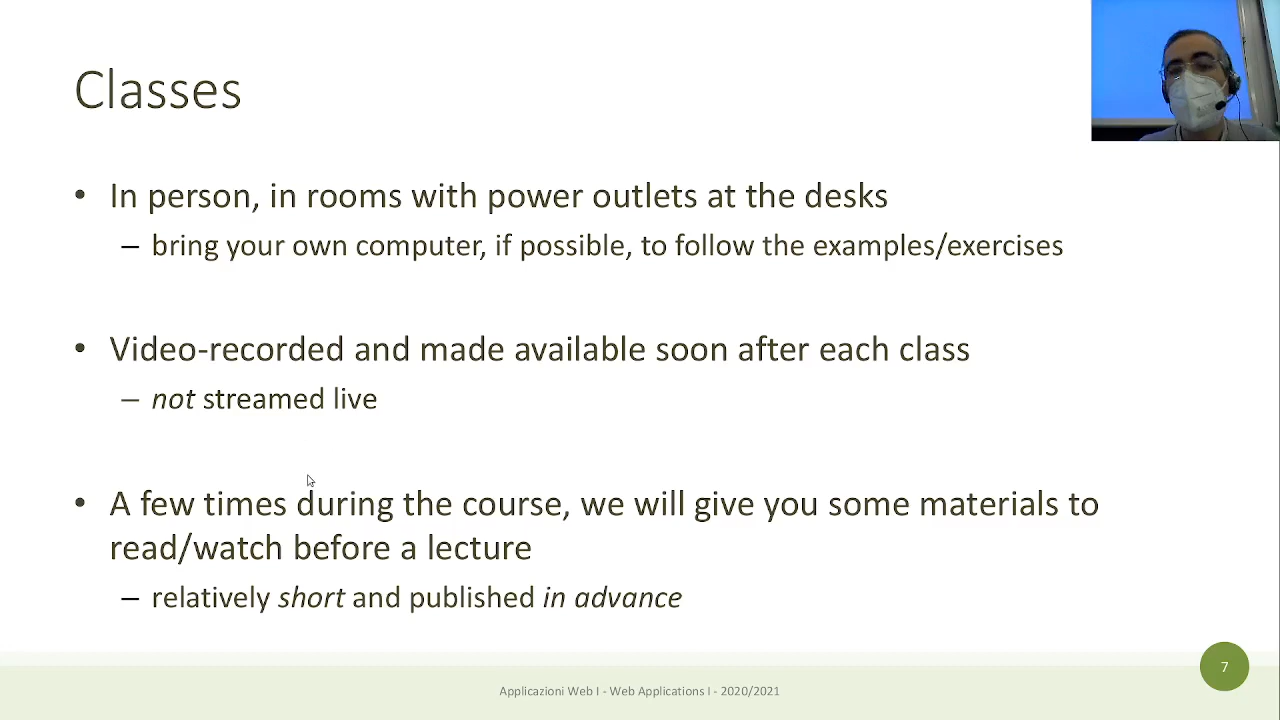 Classes
• In person, in rooms with power outlets at the desks
– bring your own computer, if possible, to follow the examples/exercises
• Video-recorded and made available soon after each class
– not streamed live
• A few times during the course, we will give you some materials to
read/watch before a lecture
– relatively short and published in advance
7
Applicazioni Web I - Web Applications I - 2020/2021